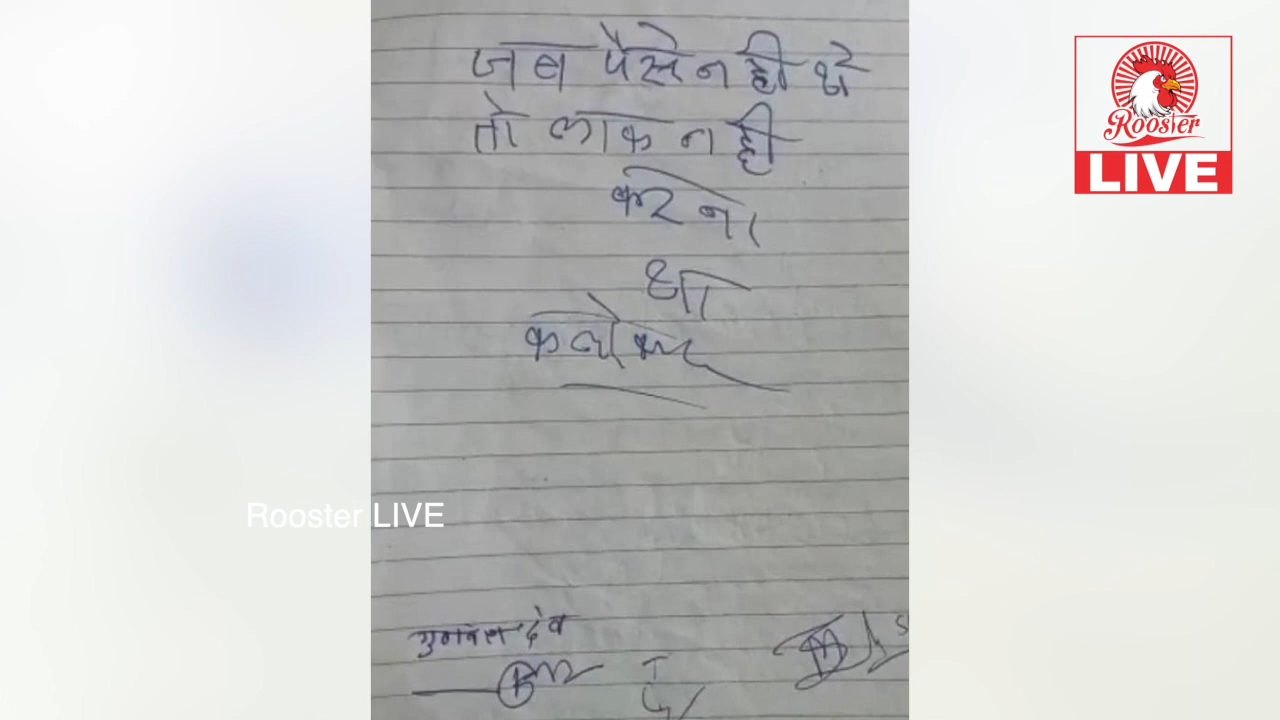 Rooster
LIVE
जब पैसे नही थे
तो लाक नही
करना
था
कलेक्टर
Rooster LIVE